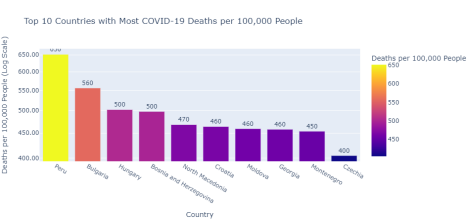 Top 10 Countries with Most COVID-19 Deaths per 100,000 People
Deaths per 100,000 People (Log Scale)
650.00
600.00
550.00
500.00
450.00
400.00
650
560
500
500
470
460
460
460
450
400
Peru
Bulgaria
Hungary
Bosnia and Herzegovina
North Macedonia
Croatia
Moldova
Georgia
Montenegro
Czechia
Country
Deaths per 100,000 People
650
600
550
500
450